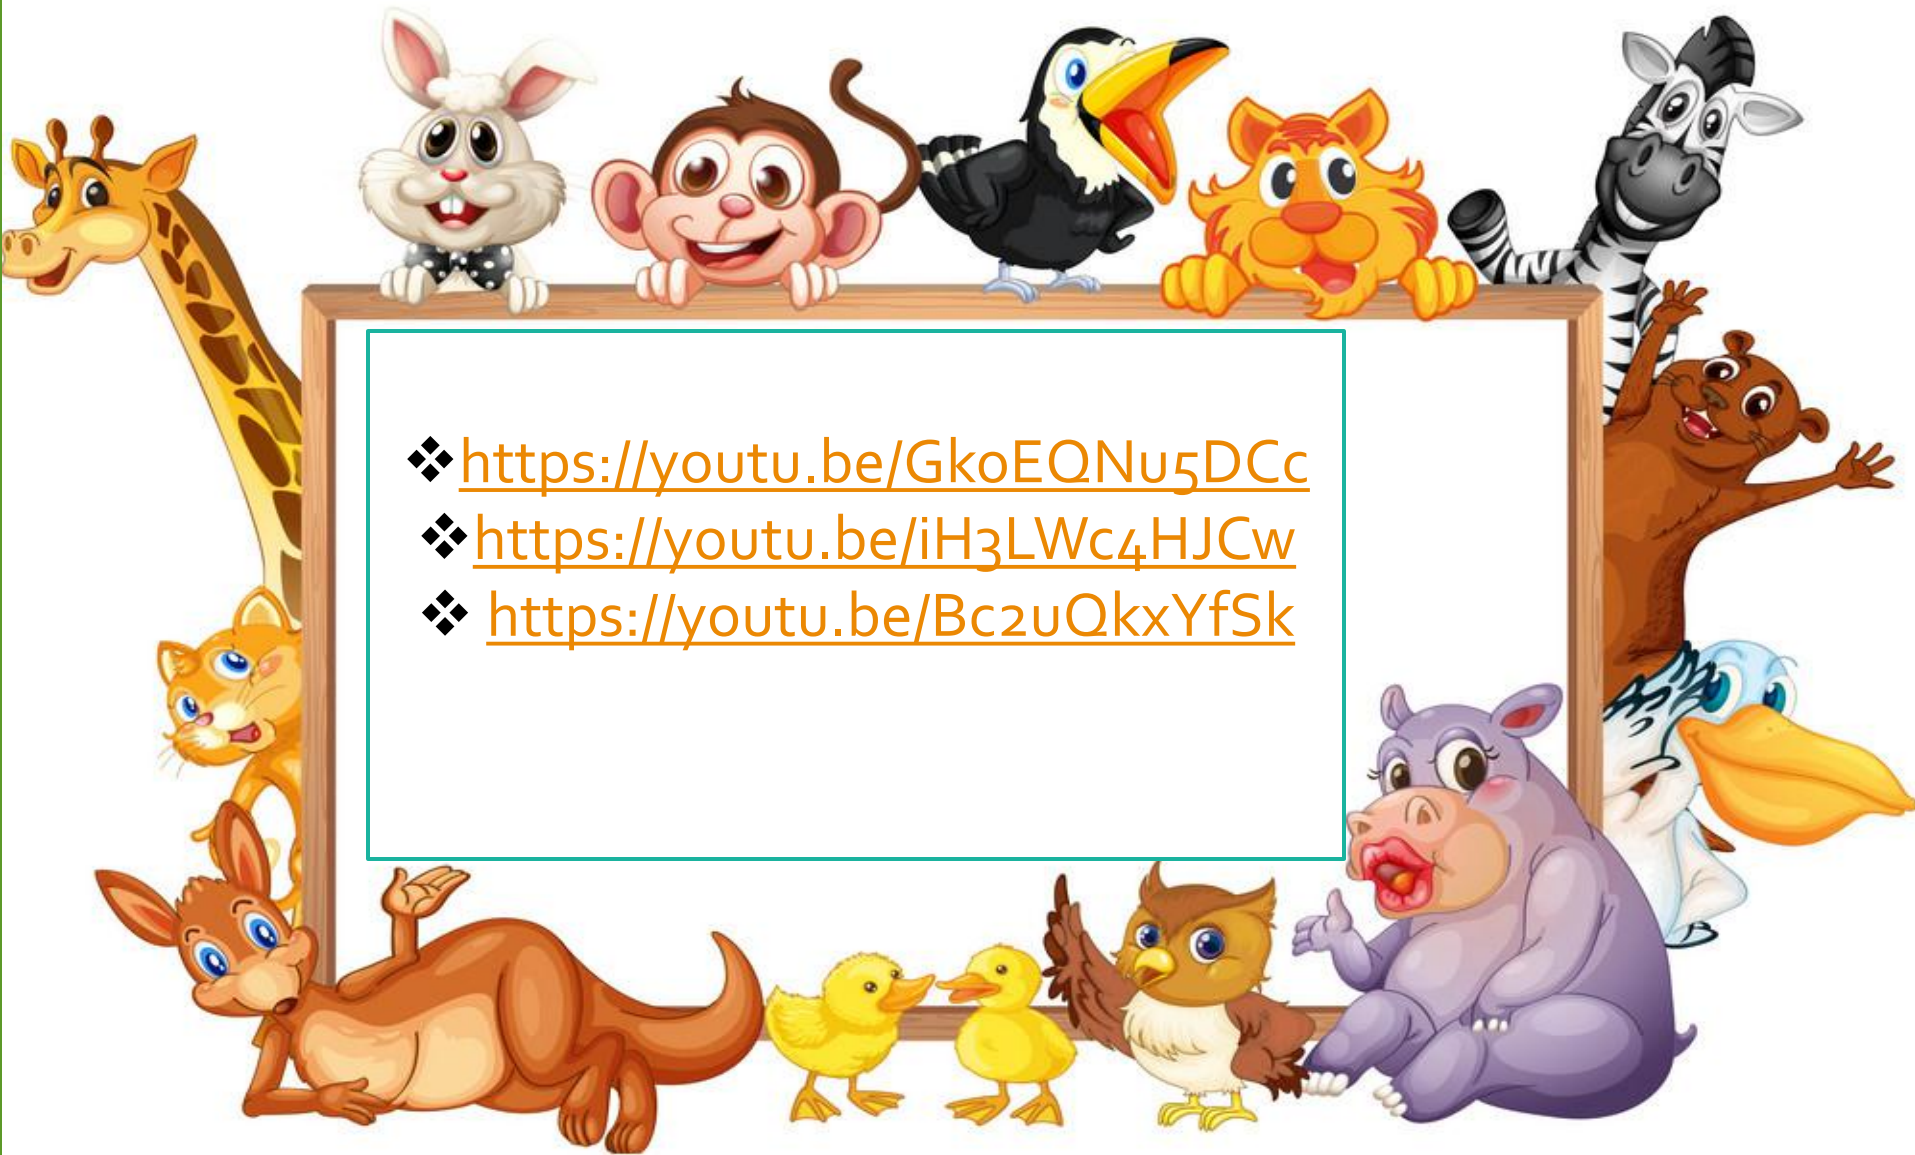 ❖https://youtu.be/GkoEQNu5DCc
❖https://youtu.be/iH3LWc4HJCw
❖ https://youtu.be/Bc2uQkxYfSk